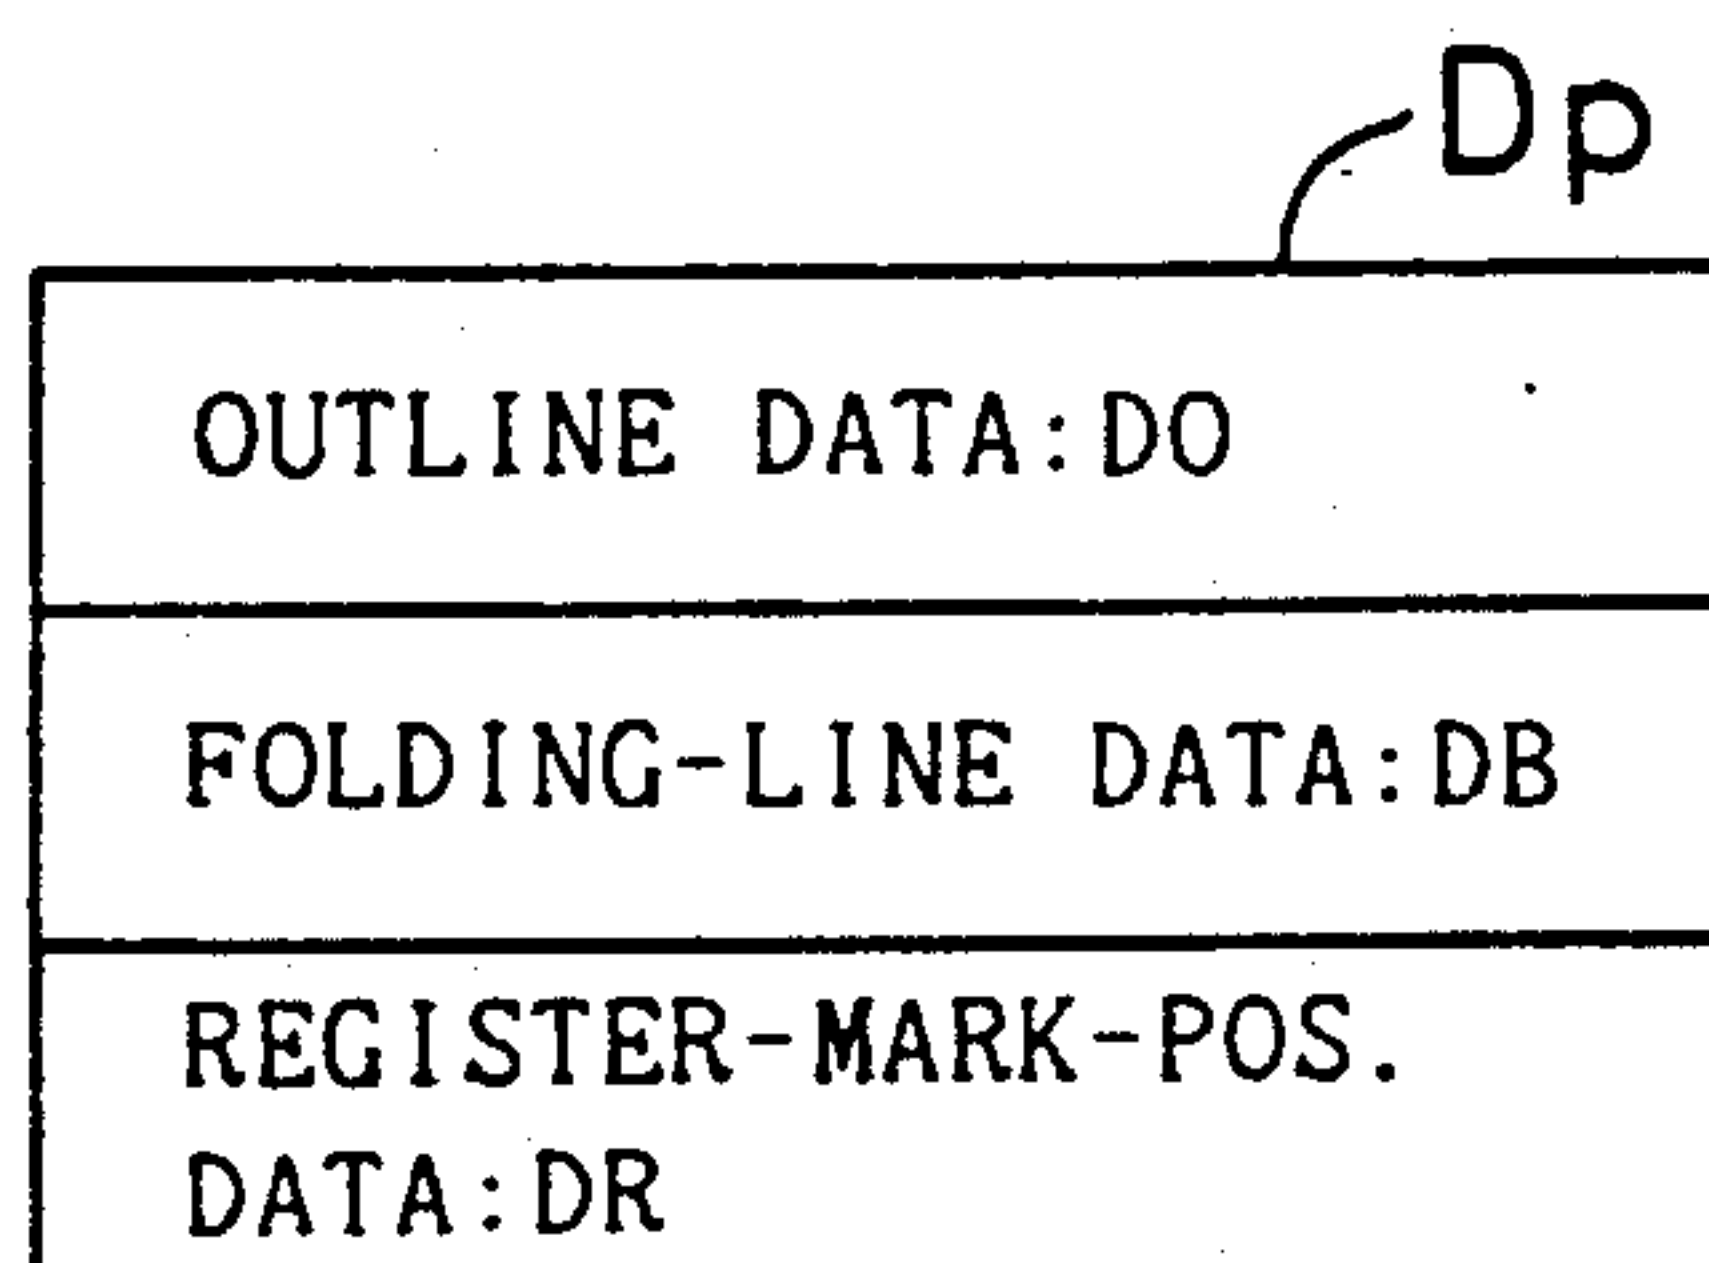 Dp
OUTLINE DATA:DO
FOLDING-LINE DATA:DB
REGISTER-MARK-POS.
DATA:DR